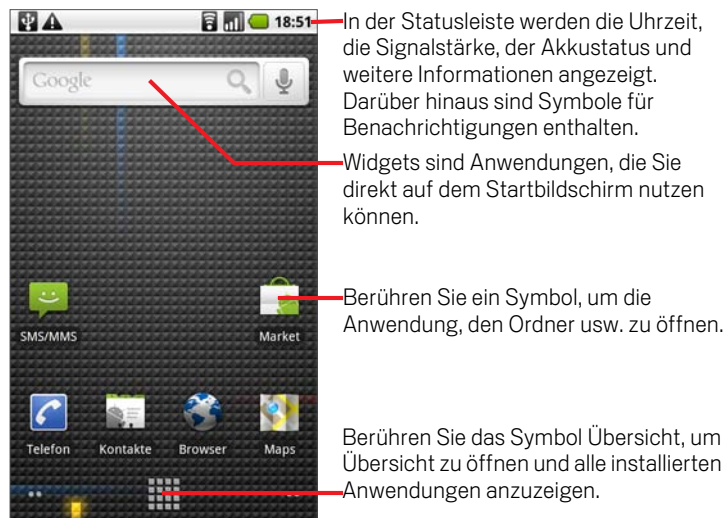 18:51
Google
SMS/MMS
Market
Telefon
Kontakte
Browser
Maps
In der Statusleiste werden die Uhrzeit,
die Signalstärke, der Akkustatus und
weitere Informationen angezeigt.
Darüber hinaus sind Symbole für
Benachrichtigungen enthalten.
Widgets sind Anwendungen, die Sie
direkt auf dem Startbildschirm nutzen
können.
Berühren Sie ein Symbol, um die
Anwendung, den Ordner usw. zu öffnen.
Berühren Sie das Symbol Übersicht, um
Übersicht zu öffnen und alle installierten
Anwendungen anzuzeigen.